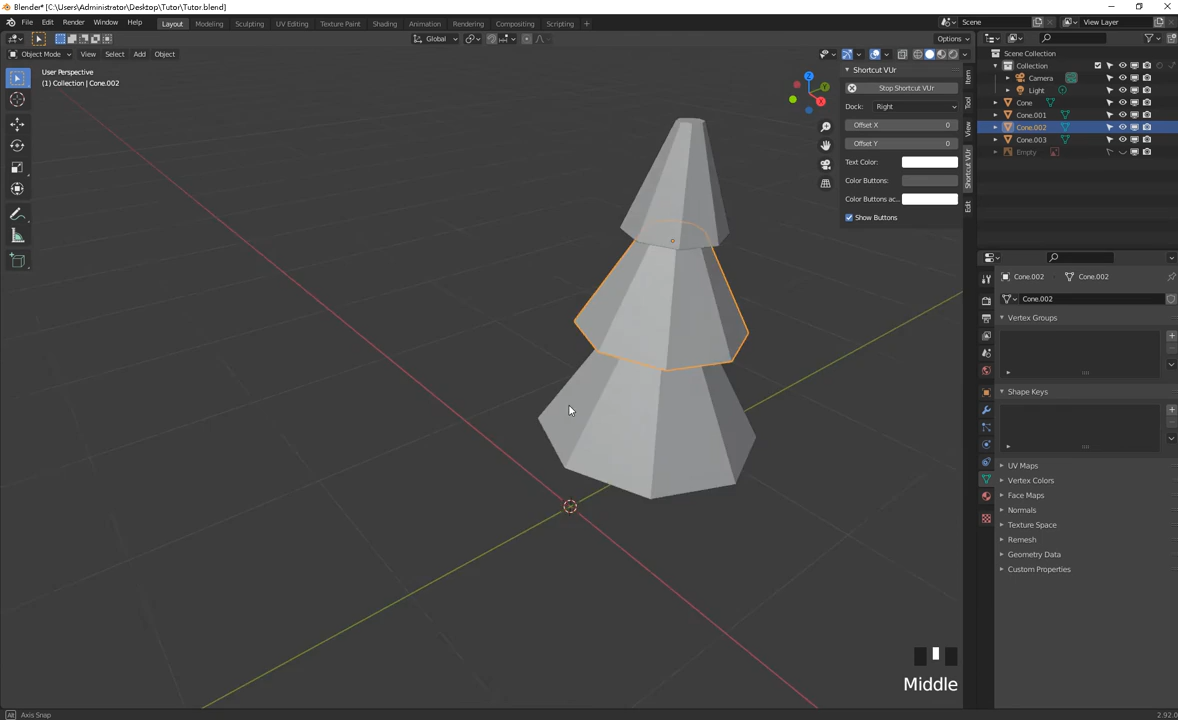 Blender* [C:\Users\Administrator\Desktop\Tutor\Tutor.blend]
File Edit Render Window Help Layout Modeling Sculpting UV Editing Texture Paint Shading Animation Rendering Compositing Scripting + Scene View Layer
Global Options
Object Mode View Select Add Object
User Perspective
(1) Collection | Cone.002
Shortcut VUr
Stop Shortcut VUr
Dock: Right
Offset X 0
Offset Y 0
Text Color:
Color Buttons:
Color Buttons ac...
Show Buttons
Item
Tool
View
Shortcut VUr
Edit
Z
Y
X
Scene Collection
Collection
Camera
Light
Cone
Cone.001
Cone.002
Cone.003
Empty
Cone.002 Cone.002
Cone.002
Vertex Groups
Shape Keys
UV Maps
Vertex Colors
Face Maps
Normals
Texture Space
Remesh
Geometry Data
Custom Properties
Middle
Axis Snap
2.92.0